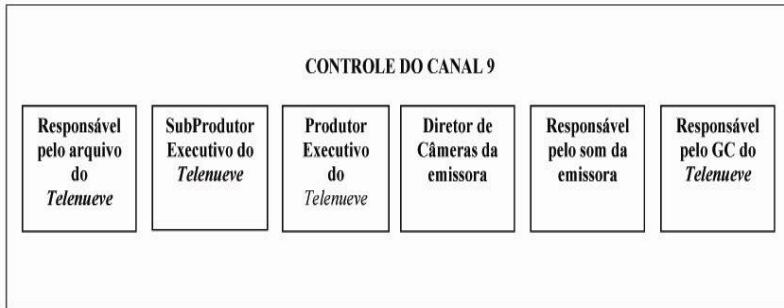 CONTROLE DO CANAL 9
Responsável
pelo arquivo
do
Telenueve
SubProdutor
Executivo do
Telenueve
Produtor
Executivo
do
Telenueve
Diretor de
Câmeras da
emissora
Responsável
pelo som da
emissora
Responsável
pelo GC do
Telenueve